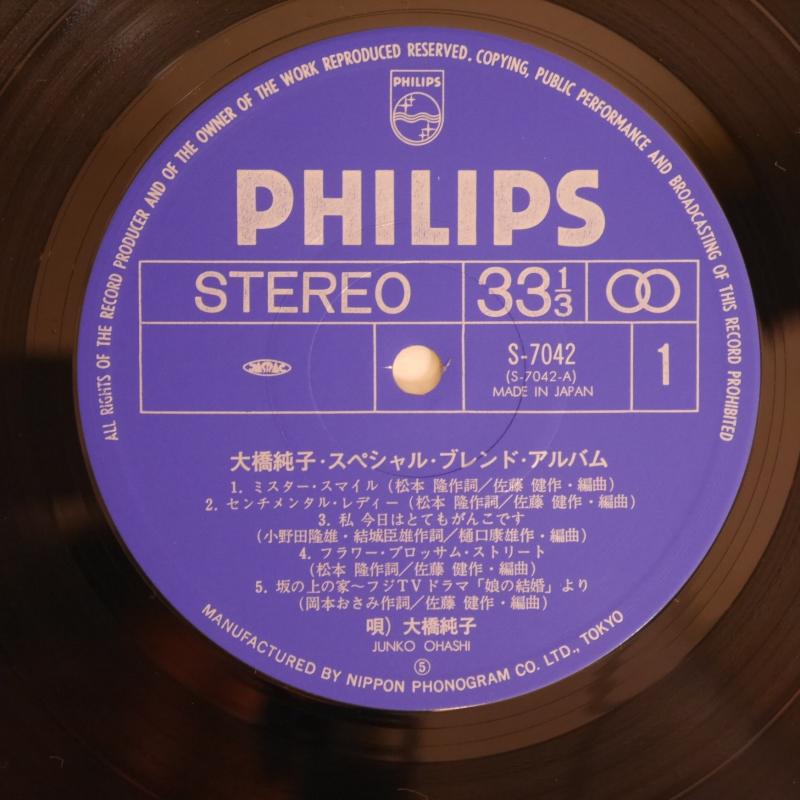 ALL RIGHTS OF THE RECORD PRODUCER AND OF THE OWNER OF THE WORK REPRODUCED RESERVED. COPYING, PUBLIC PERFORMANCE AND BROADCASTING OF THIS RECORD PROHIBITED
PHILIPS
PHILIPS
STEREO 33 1/3
JASRAC S-7042 1
(S-7042-A)
MADE IN JAPAN
大橋純子・スペシャル・ブレンド・アルバム
1. ミスター・スマイル (松本 隆作詞／佐藤 健作・編曲)
2. センチメンタル・レディー (松本 隆作詞／佐藤 健作・編曲)
3. 私 今日はとてもがんこです
(小野田隆雄・結城臣雄作詞／樋口康雄作・編曲)
4. フラワー・ブロッサム・ストリート
(松本 隆作詞／佐藤 健作・編曲)
5. 坂の上の家〜フジTVドラマ「娘の結婚」より
(岡本おさみ作詞／佐藤 健作・編曲)
唄) 大橋純子
JUNKO OHASHI
⑤
MANUFACTURED BY NIPPON PHONOGRAM CO. LTD., TOKYO